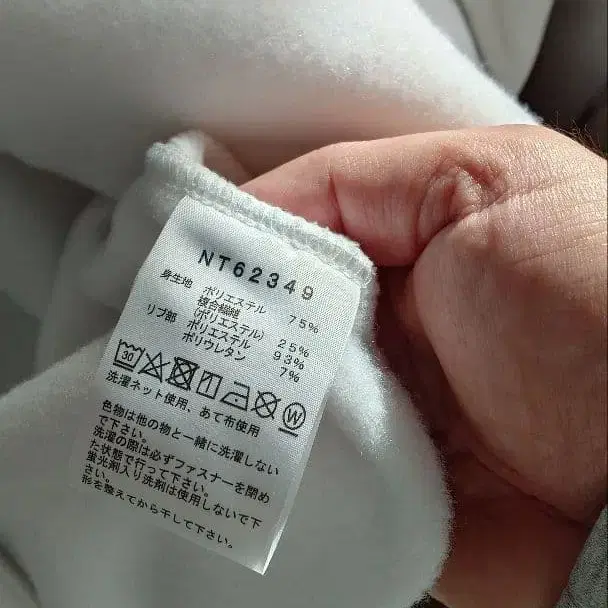 NT62349
身生地 ポリエステル 75%
複合繊維
(ポリエステル) 25%
リブ部 ポリエステル 93%
ポリウレタン 7%
30 W
洗濯ネット使用、あて布使用
色物は他の物と一緒に洗濯しない
で下さい。
洗濯の際は必ずファスナーを閉め
た状態で行って下さい。
蛍光剤入り洗剤は使用しないで下
さい。
形を整えてから干して下さい。